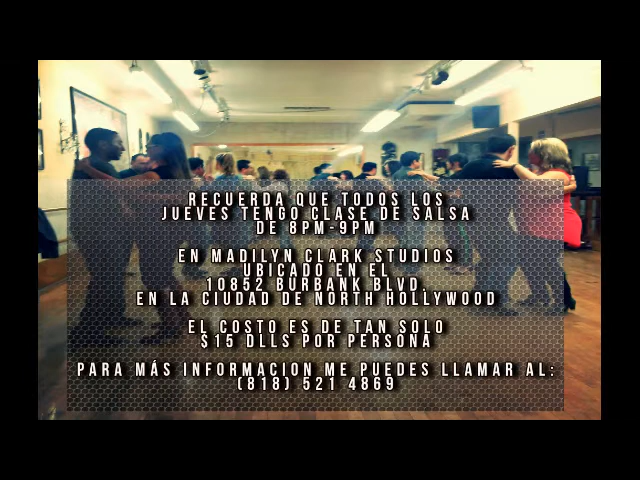 RECUERDA QUE TODOS LOS
JUEVES TENGO CLASE DE SALSA
DE 8PM-9PM
EN MADILYN CLARK STUDIOS
UBICADO EN EL
10852 BURBANK BLVD.
EN LA CIUDAD DE NORTH HOLLYWOOD
EL COSTO ES DE TAN SOLO
$15 DLLS POR PERSONA
PARA MÁS INFORMACION ME PUEDES LLAMAR AL:
(818) 521 4869